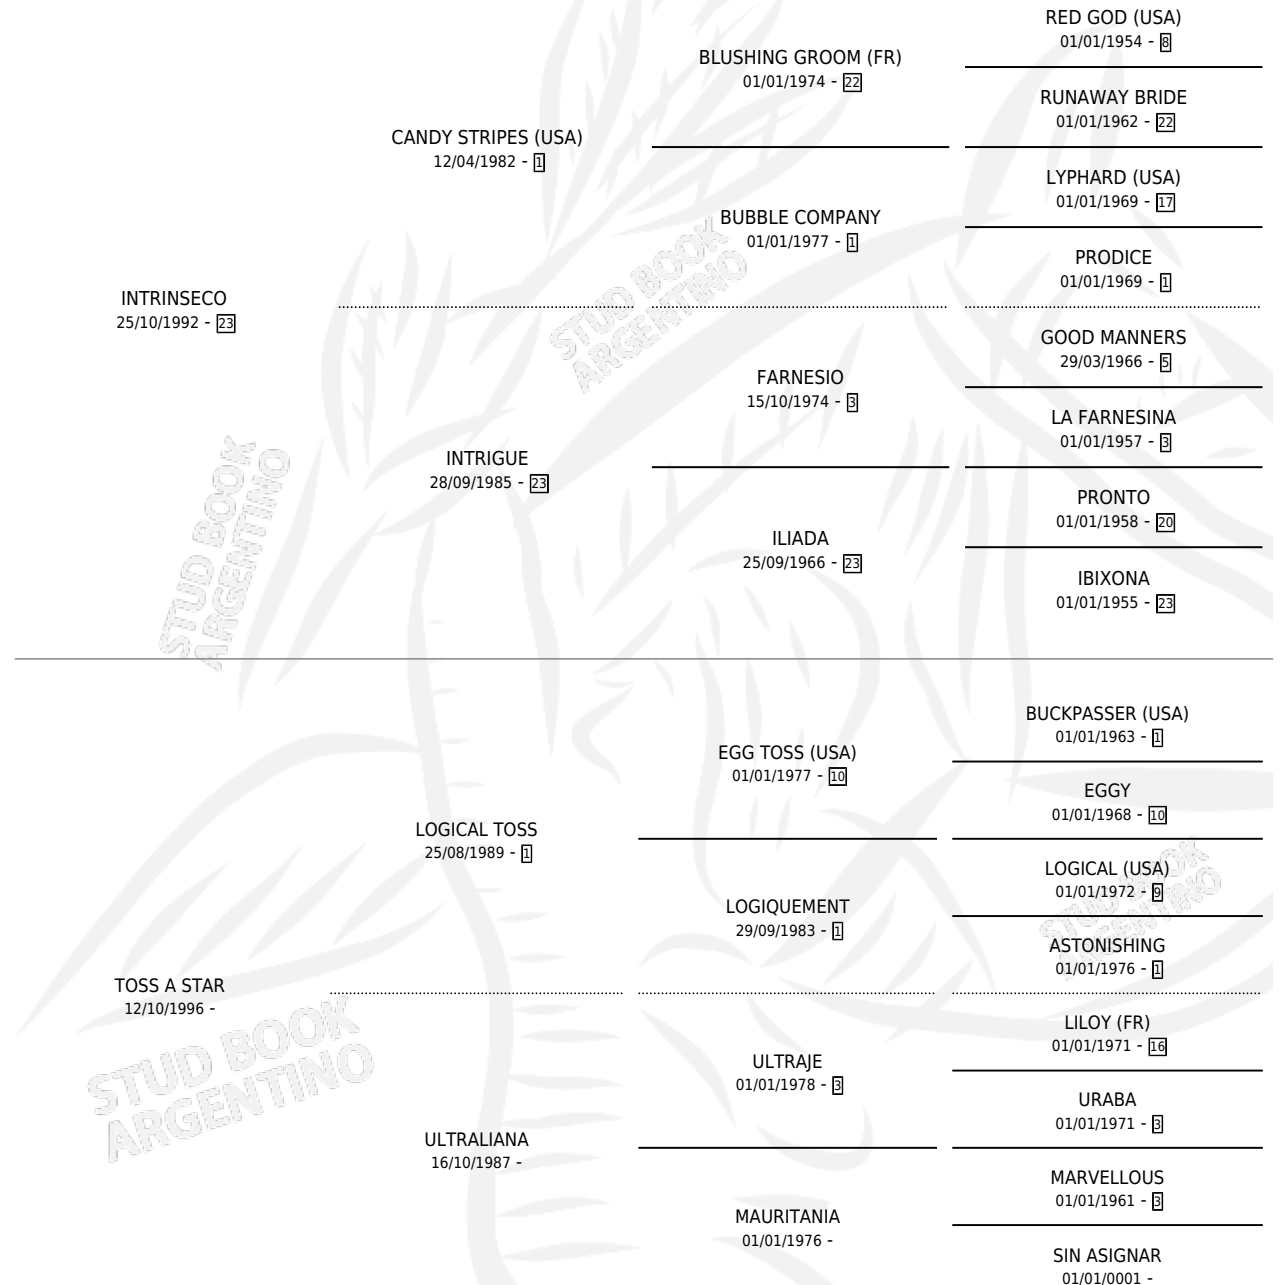 RED GOD (USA)
01/01/1954 - 8
BLUSHING GROOM (FR)
01/01/1974 - 22
RUNAWAY BRIDE
01/01/1962 - 22
CANDY STRIPES (USA)
12/04/1982 - 1
LYPHARD (USA)
01/01/1969 - 17
BUBBLE COMPANY
01/01/1977 - 1
PRODICE
01/01/1969 - 1
INTRINSECO
25/10/1992 - 23
GOOD MANNERS
29/03/1966 - 5
FARNESIO
15/10/1974 - 3
LA FARNESINA
01/01/1957 - 3
INTRIGUE
28/09/1985 - 23
PRONTO
01/01/1958 - 20
ILIADA
25/09/1966 - 23
IBIXONA
01/01/1955 - 23
STUD BOOK
ARGENTINO
STUD BOOK
ARGENTINO
BUCKPASSER (USA)
01/01/1963 - 1
EGG TOSS (USA)
01/01/1977 - 10
EGGY
01/01/1968 - 10
LOGICAL TOSS
25/08/1989 - 1
LOGICAL (USA)
01/01/1972 - 9
LOGIQUEMENT
29/09/1983 - 1
ASTONISHING
01/01/1976 - 1
STUD BOOK
ARGENTINO
TOSS A STAR
12/10/1996 -
LILOY (FR)
01/01/1971 - 16
ULTRAJE
01/01/1978 - 3
URABA
01/01/1971 - 3
STUD BOOK
ARGENTINO
ULTRALIANA
16/10/1987 -
MARVELLOUS
01/01/1961 - 3
MAURITANIA
01/01/1976 -
SIN ASIGNAR
01/01/0001 -